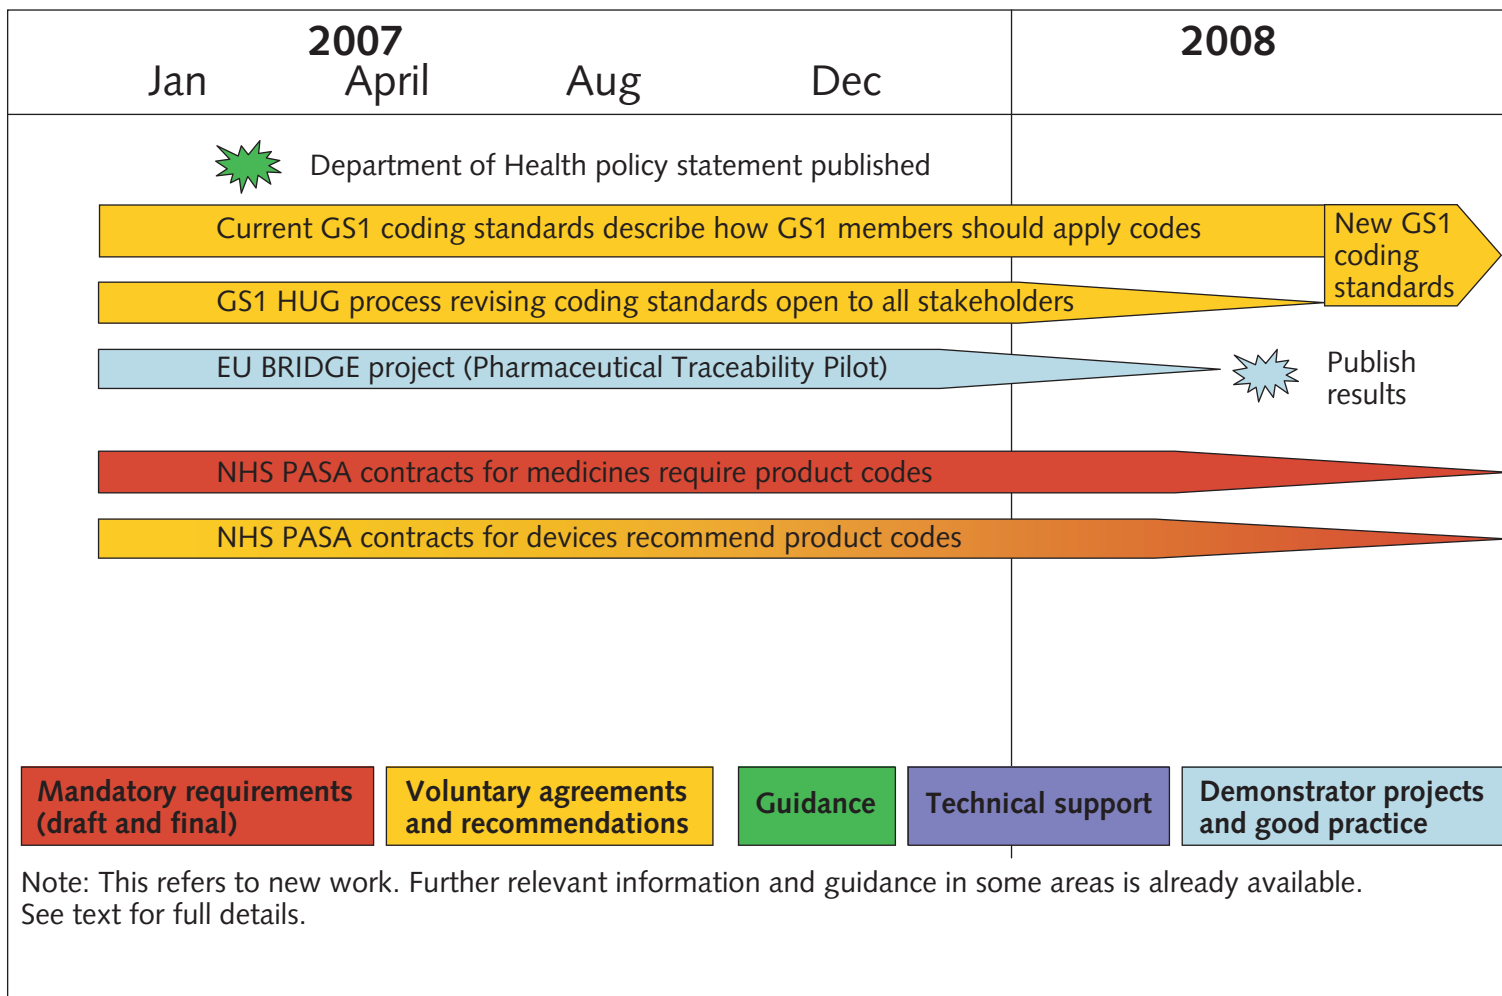 2007
2008
Jan April Aug Dec
Department of Health policy statement published
Current GS1 coding standards describe how GS1 members should apply codes
New GS1
coding
standards
GS1 HUG process revising coding standards open to all stakeholders
EU BRIDGE project (Pharmaceutical Traceability Pilot)
Publish
results
NHS PASA contracts for medicines require product codes
NHS PASA contracts for devices recommend product codes
Mandatory requirements
(draft and final)
Voluntary agreements
and recommendations
Guidance
Technical support
Demonstrator projects
and good practice
Note: This refers to new work. Further relevant information and guidance in some areas is already available.
See text for full details.